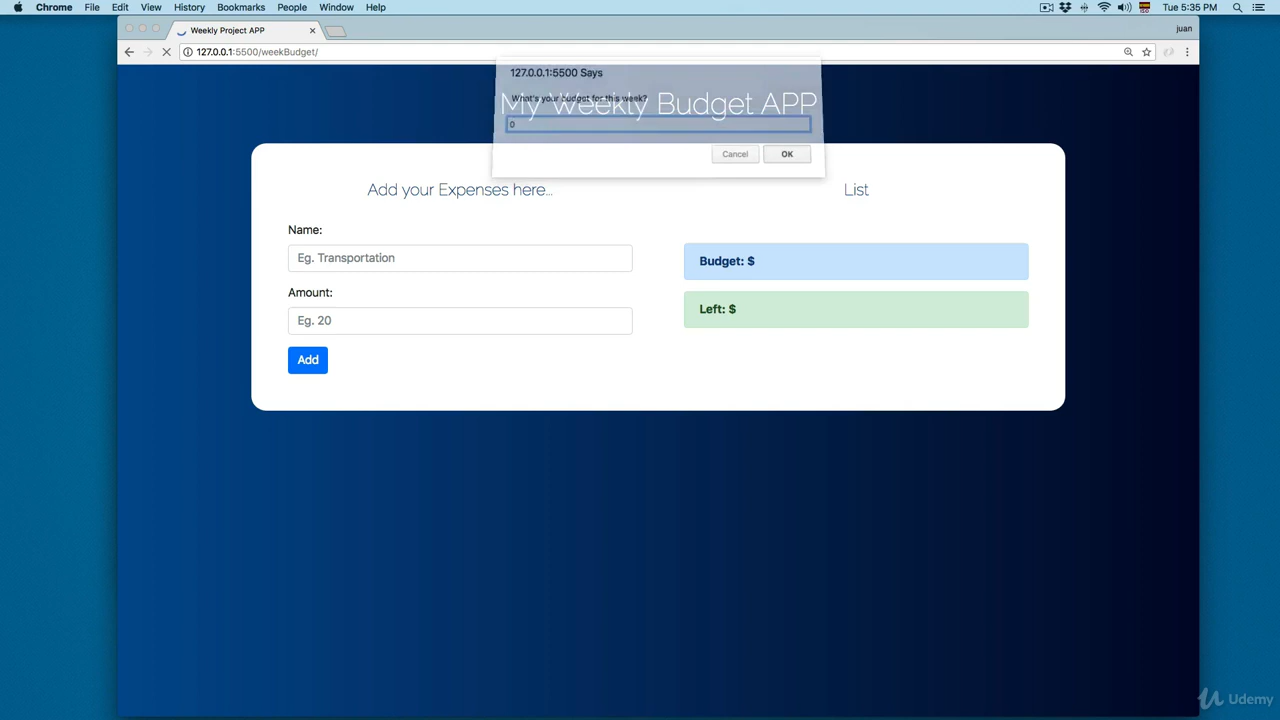 Chrome File Edit View History Bookmarks People Window Help Tue 5:35 PM
Weekly Project APP
juan
127.0.0.1:5500/weekBudget/
127.0.0.1:5500 Says
What's your budget for this week?
My Weekly Budget APP
0
Cancel OK
Add your Expenses here...
Name:
Eg. Transportation
Amount:
Eg. 20
Add
List
Budget: $
Left: $
Udemy